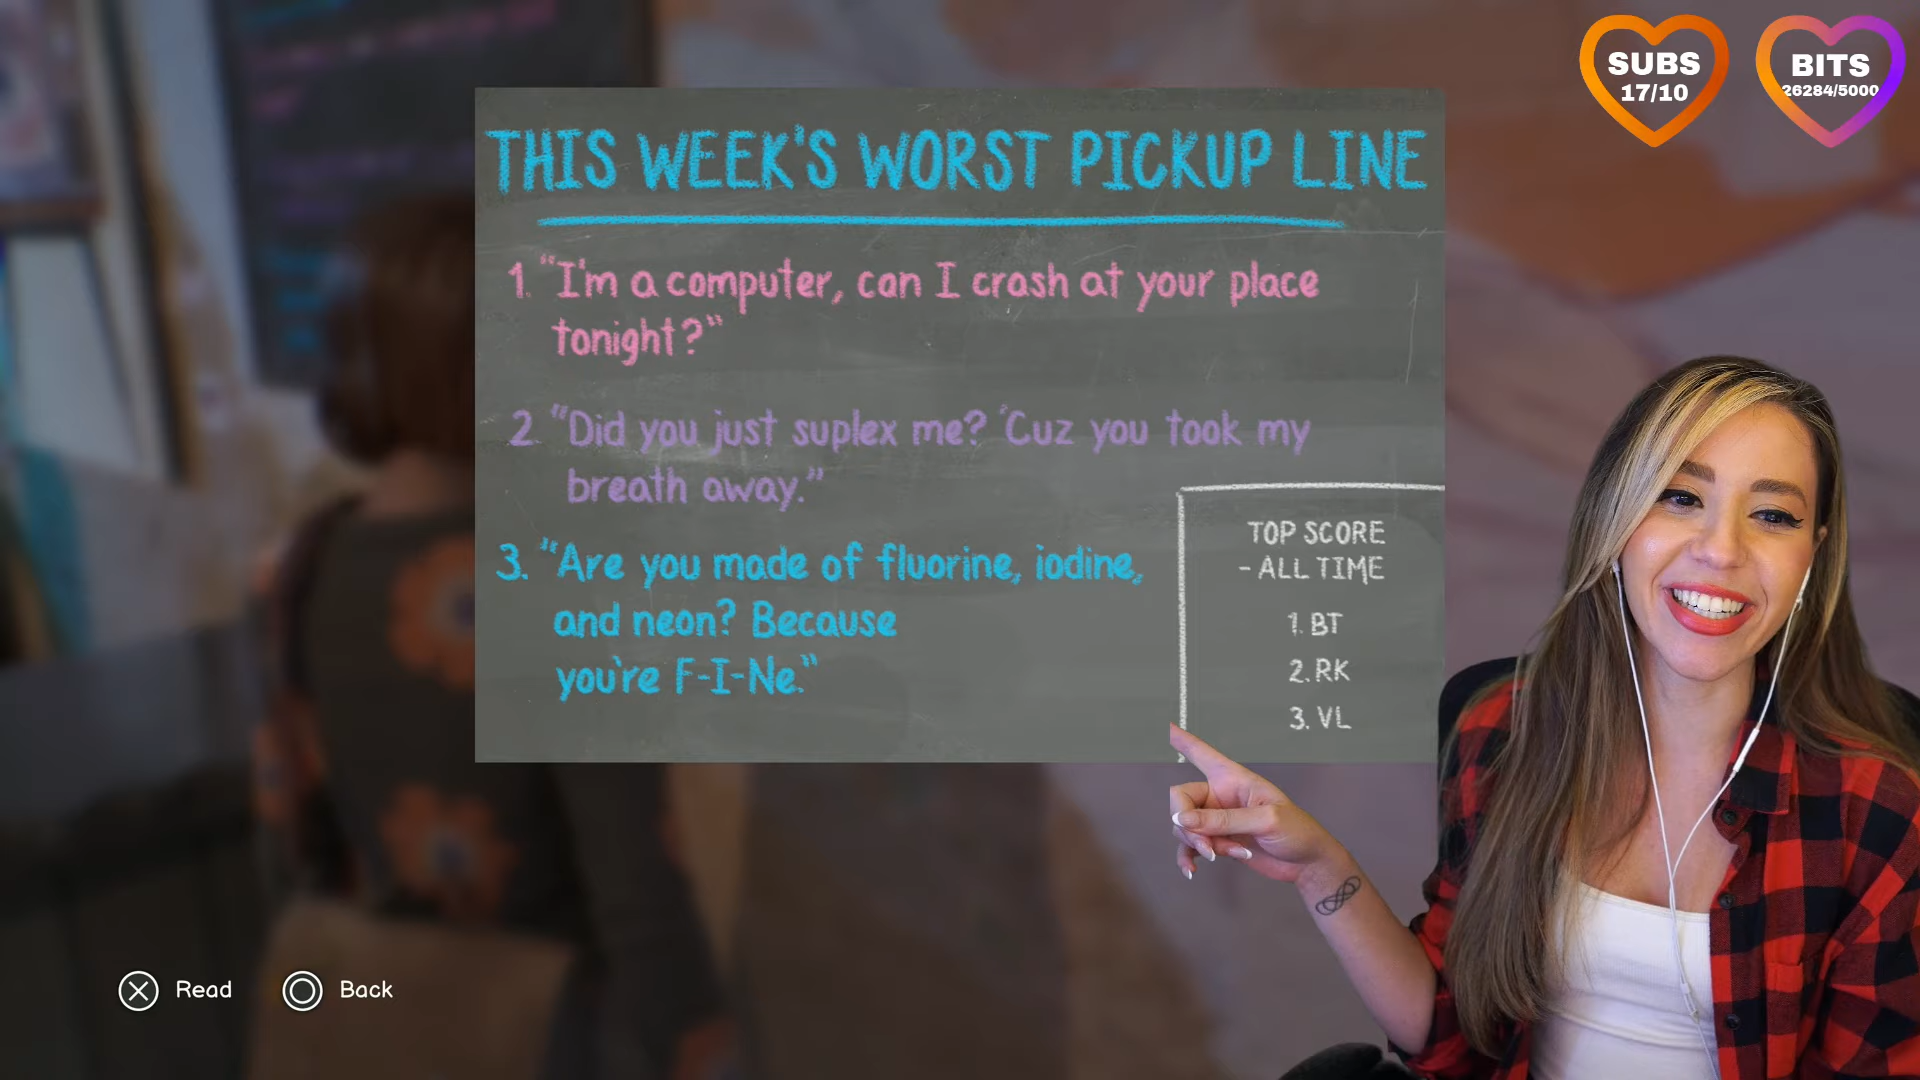 SUBS
17/10
BITS
26284/5000
THIS WEEK'S WORST PICKUP LINE
1. "I'm a computer, can I crash at your place
tonight?"
2. "Did you just suplex me? 'Cuz you took my
breath away."
3. "Are you made of fluorine, iodine,
and neon? Because
you're F-I-Ne."
TOP SCORE
- ALL TIME
1. BT
2. RK
3. VL
Read
Back